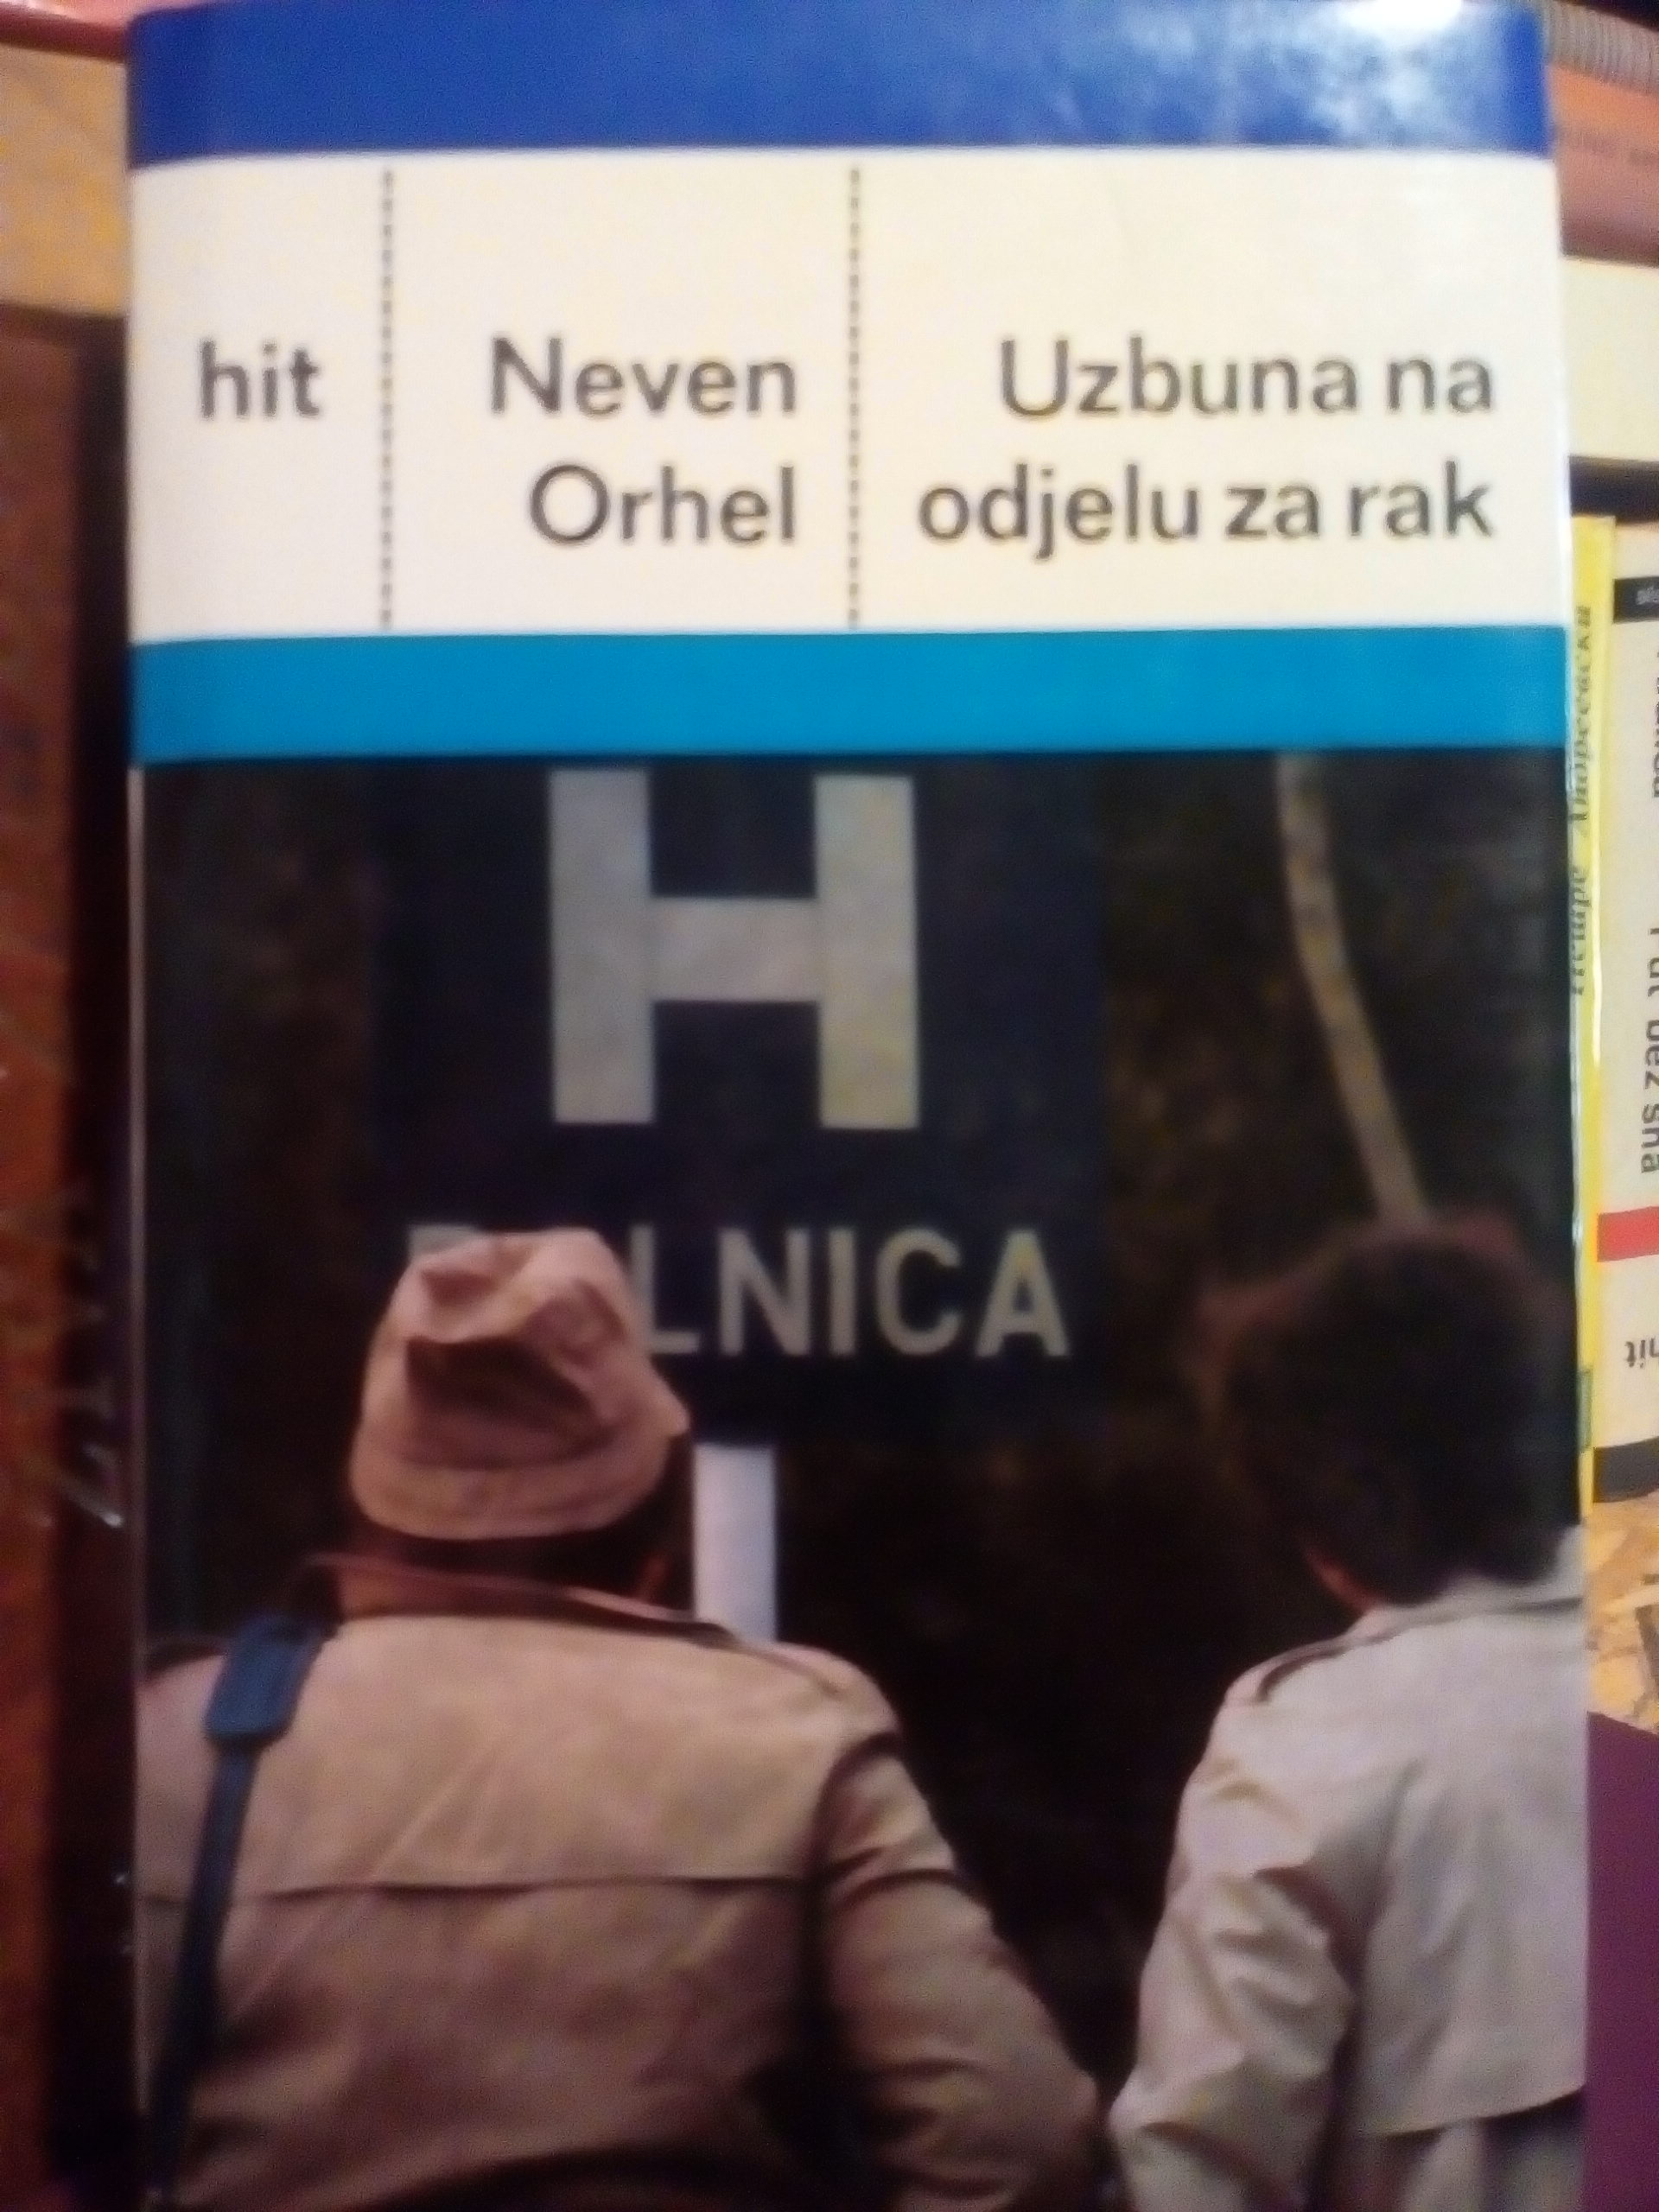 hit
Neven
Orhel
Uzbuna na
odjelu za rak
H
LNICA
Put bez sna
hit